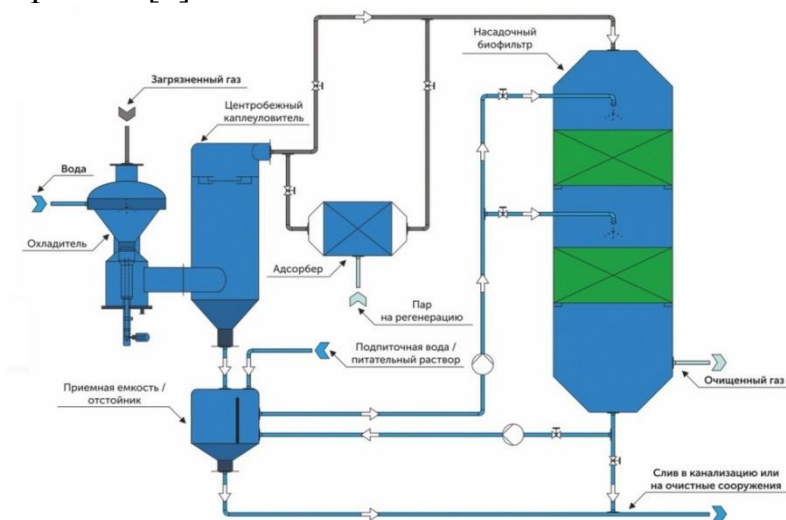 Насадочный
биофильтр
Загрязненный газ
Центробежный
каплеуловитель
Вода
Охладитель
Адсорбер
Пар
на регенерацию
Подпиточная вода /
питательный раствор
Приемная емкость /
отстойник
Очищенный газ
Слив в канализацию или
на очистные сооружения